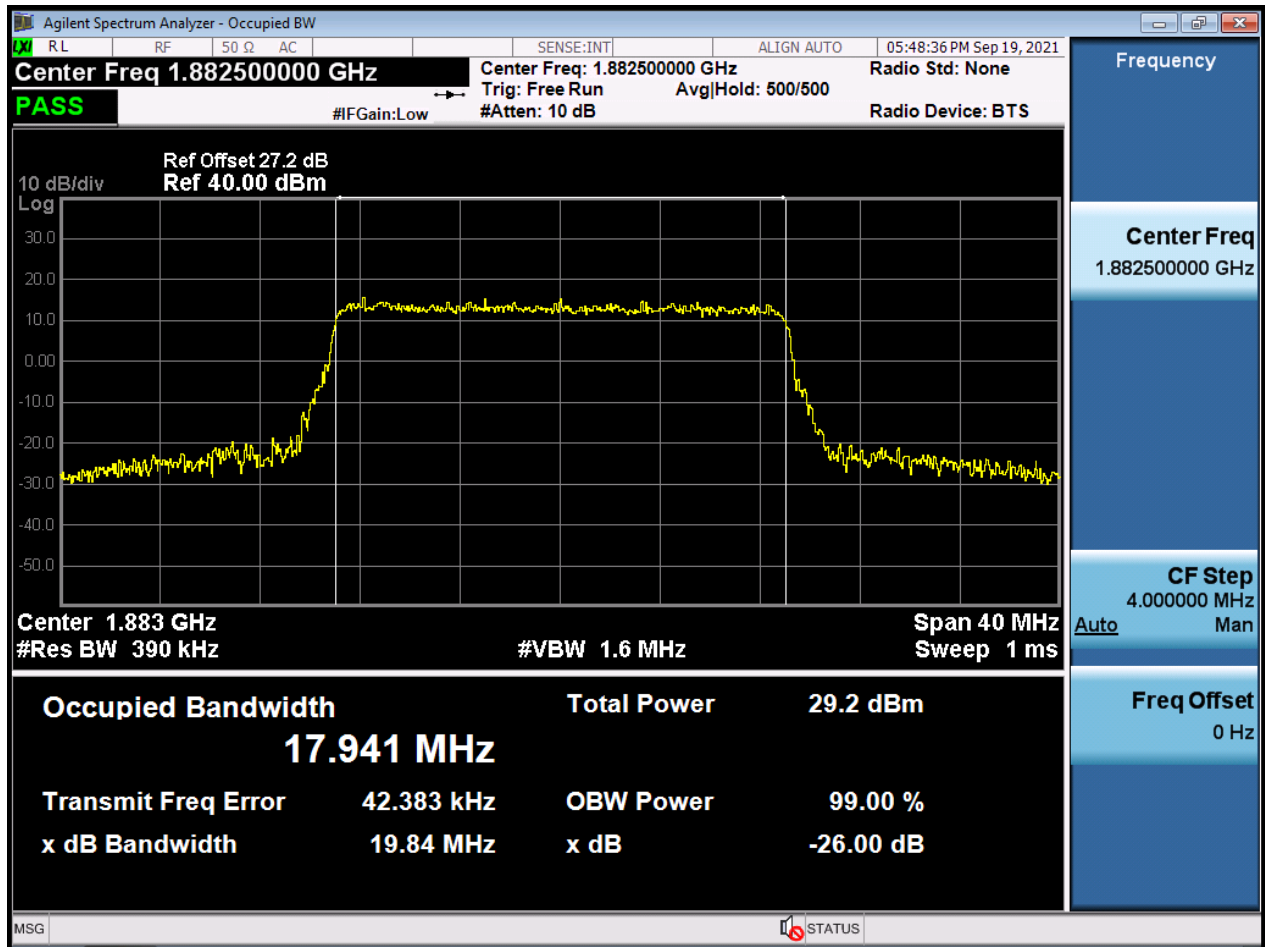 Agilent Spectrum Analyzer - Occupied BW
LXI RL RF 50 Ω AC SENSE:INT ALIGN AUTO 05:48:36 PM Sep 19, 2021
Center Freq 1.882500000 GHz
Center Freq: 1.882500000 GHz Radio Std: None
Trig: Free Run Avg|Hold: 500/500
PASS
#IFGain:Low #Atten: 10 dB Radio Device: BTS
Ref Offset 27.2 dB
10 dB/div Ref 40.00 dBm
Log
30.0
20.0
10.0
0.00
-10.0
-20.0
-30.0
-40.0
-50.0
Center 1.883 GHz Span 40 MHz
#Res BW 390 kHz #VBW 1.6 MHz Sweep 1 ms
Occupied Bandwidth Total Power 29.2 dBm
17.941 MHz
Transmit Freq Error 42.383 kHz OBW Power 99.00 %
x dB Bandwidth 19.84 MHz x dB -26.00 dB
Frequency
Center Freq
1.882500000 GHz
CF Step
4.000000 MHz
Auto Man
Freq Offset
0 Hz
MSG STATUS